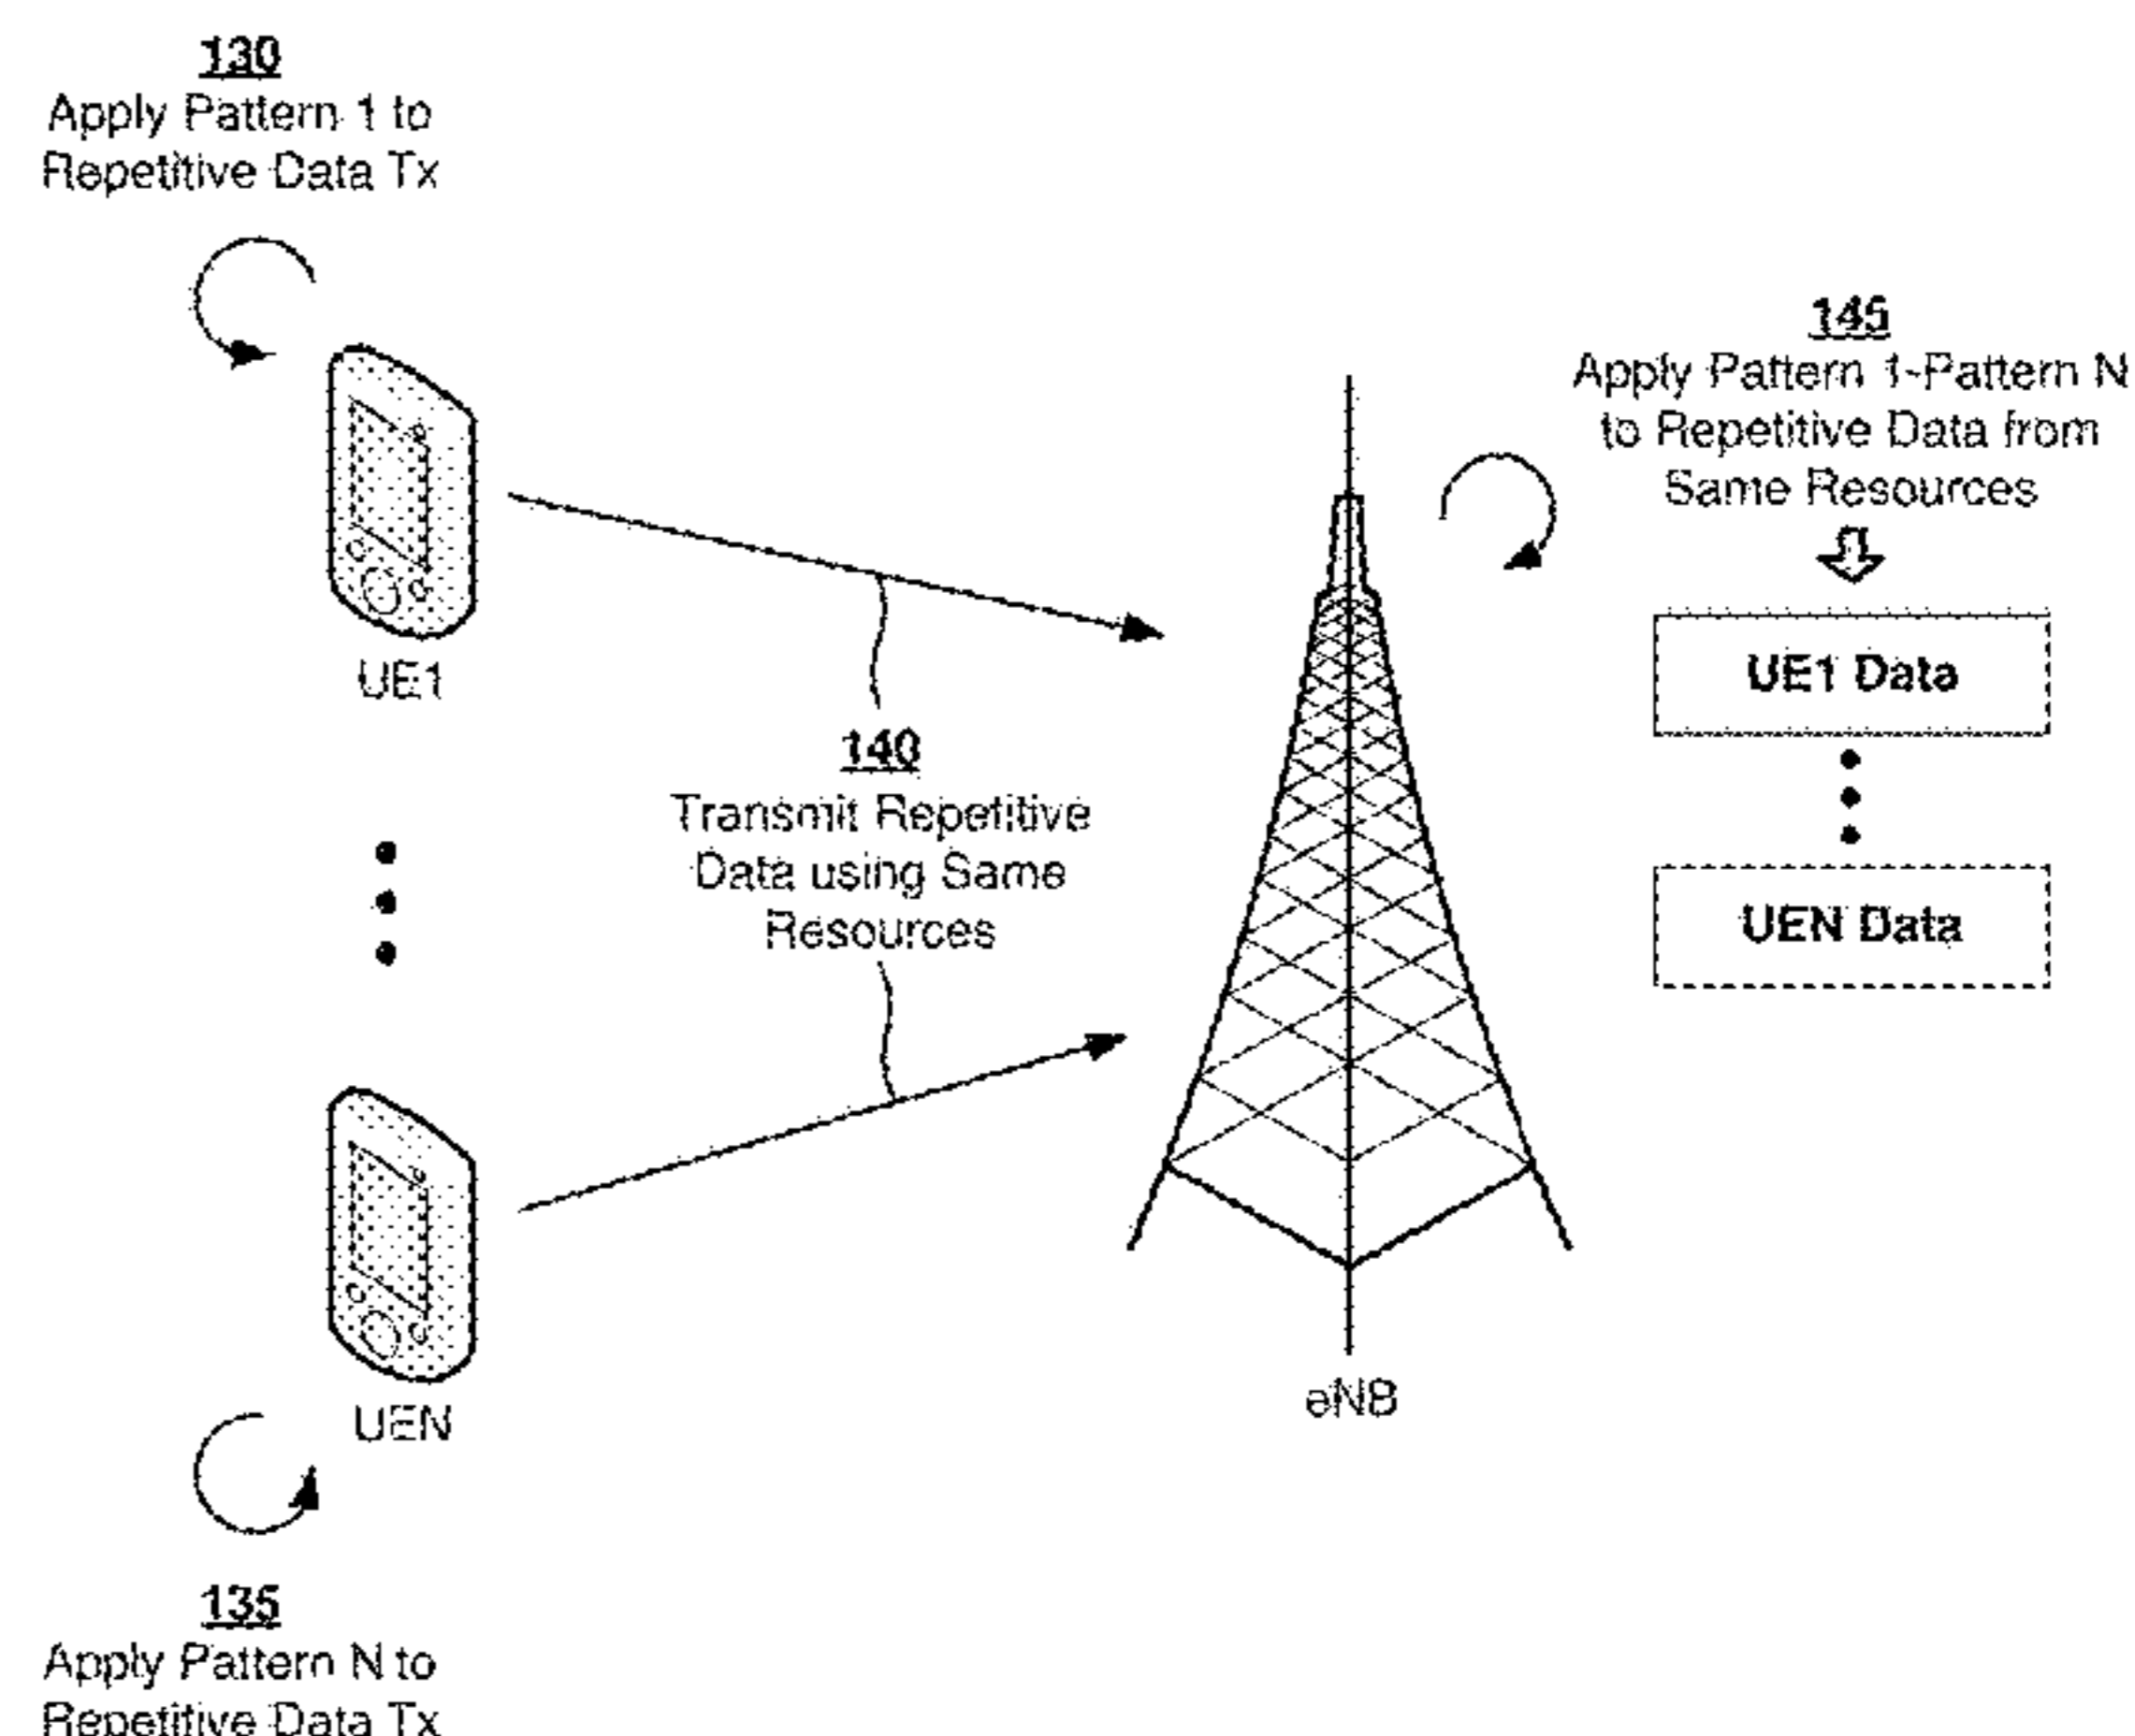 130
Apply Pattern 1 to
Repetitive Data Tx
UE1
140
Transmit Repetitive
Data using Same
Resources
UEN
135
Apply Pattern N to
Repetitive Data Tx
eNB
145
Apply Pattern 1-Pattern N
to Repetitive Data from
Same Resources
UE1 Data
UEN Data